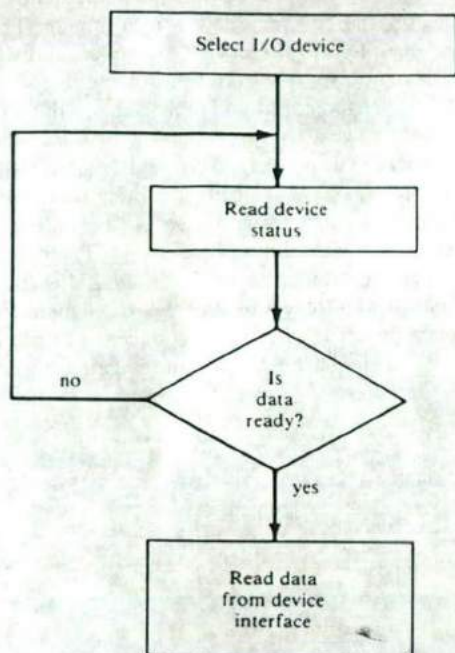 Select I/O device
Read device
status
Is
data
ready?
no
yes
Read data
from device
interface